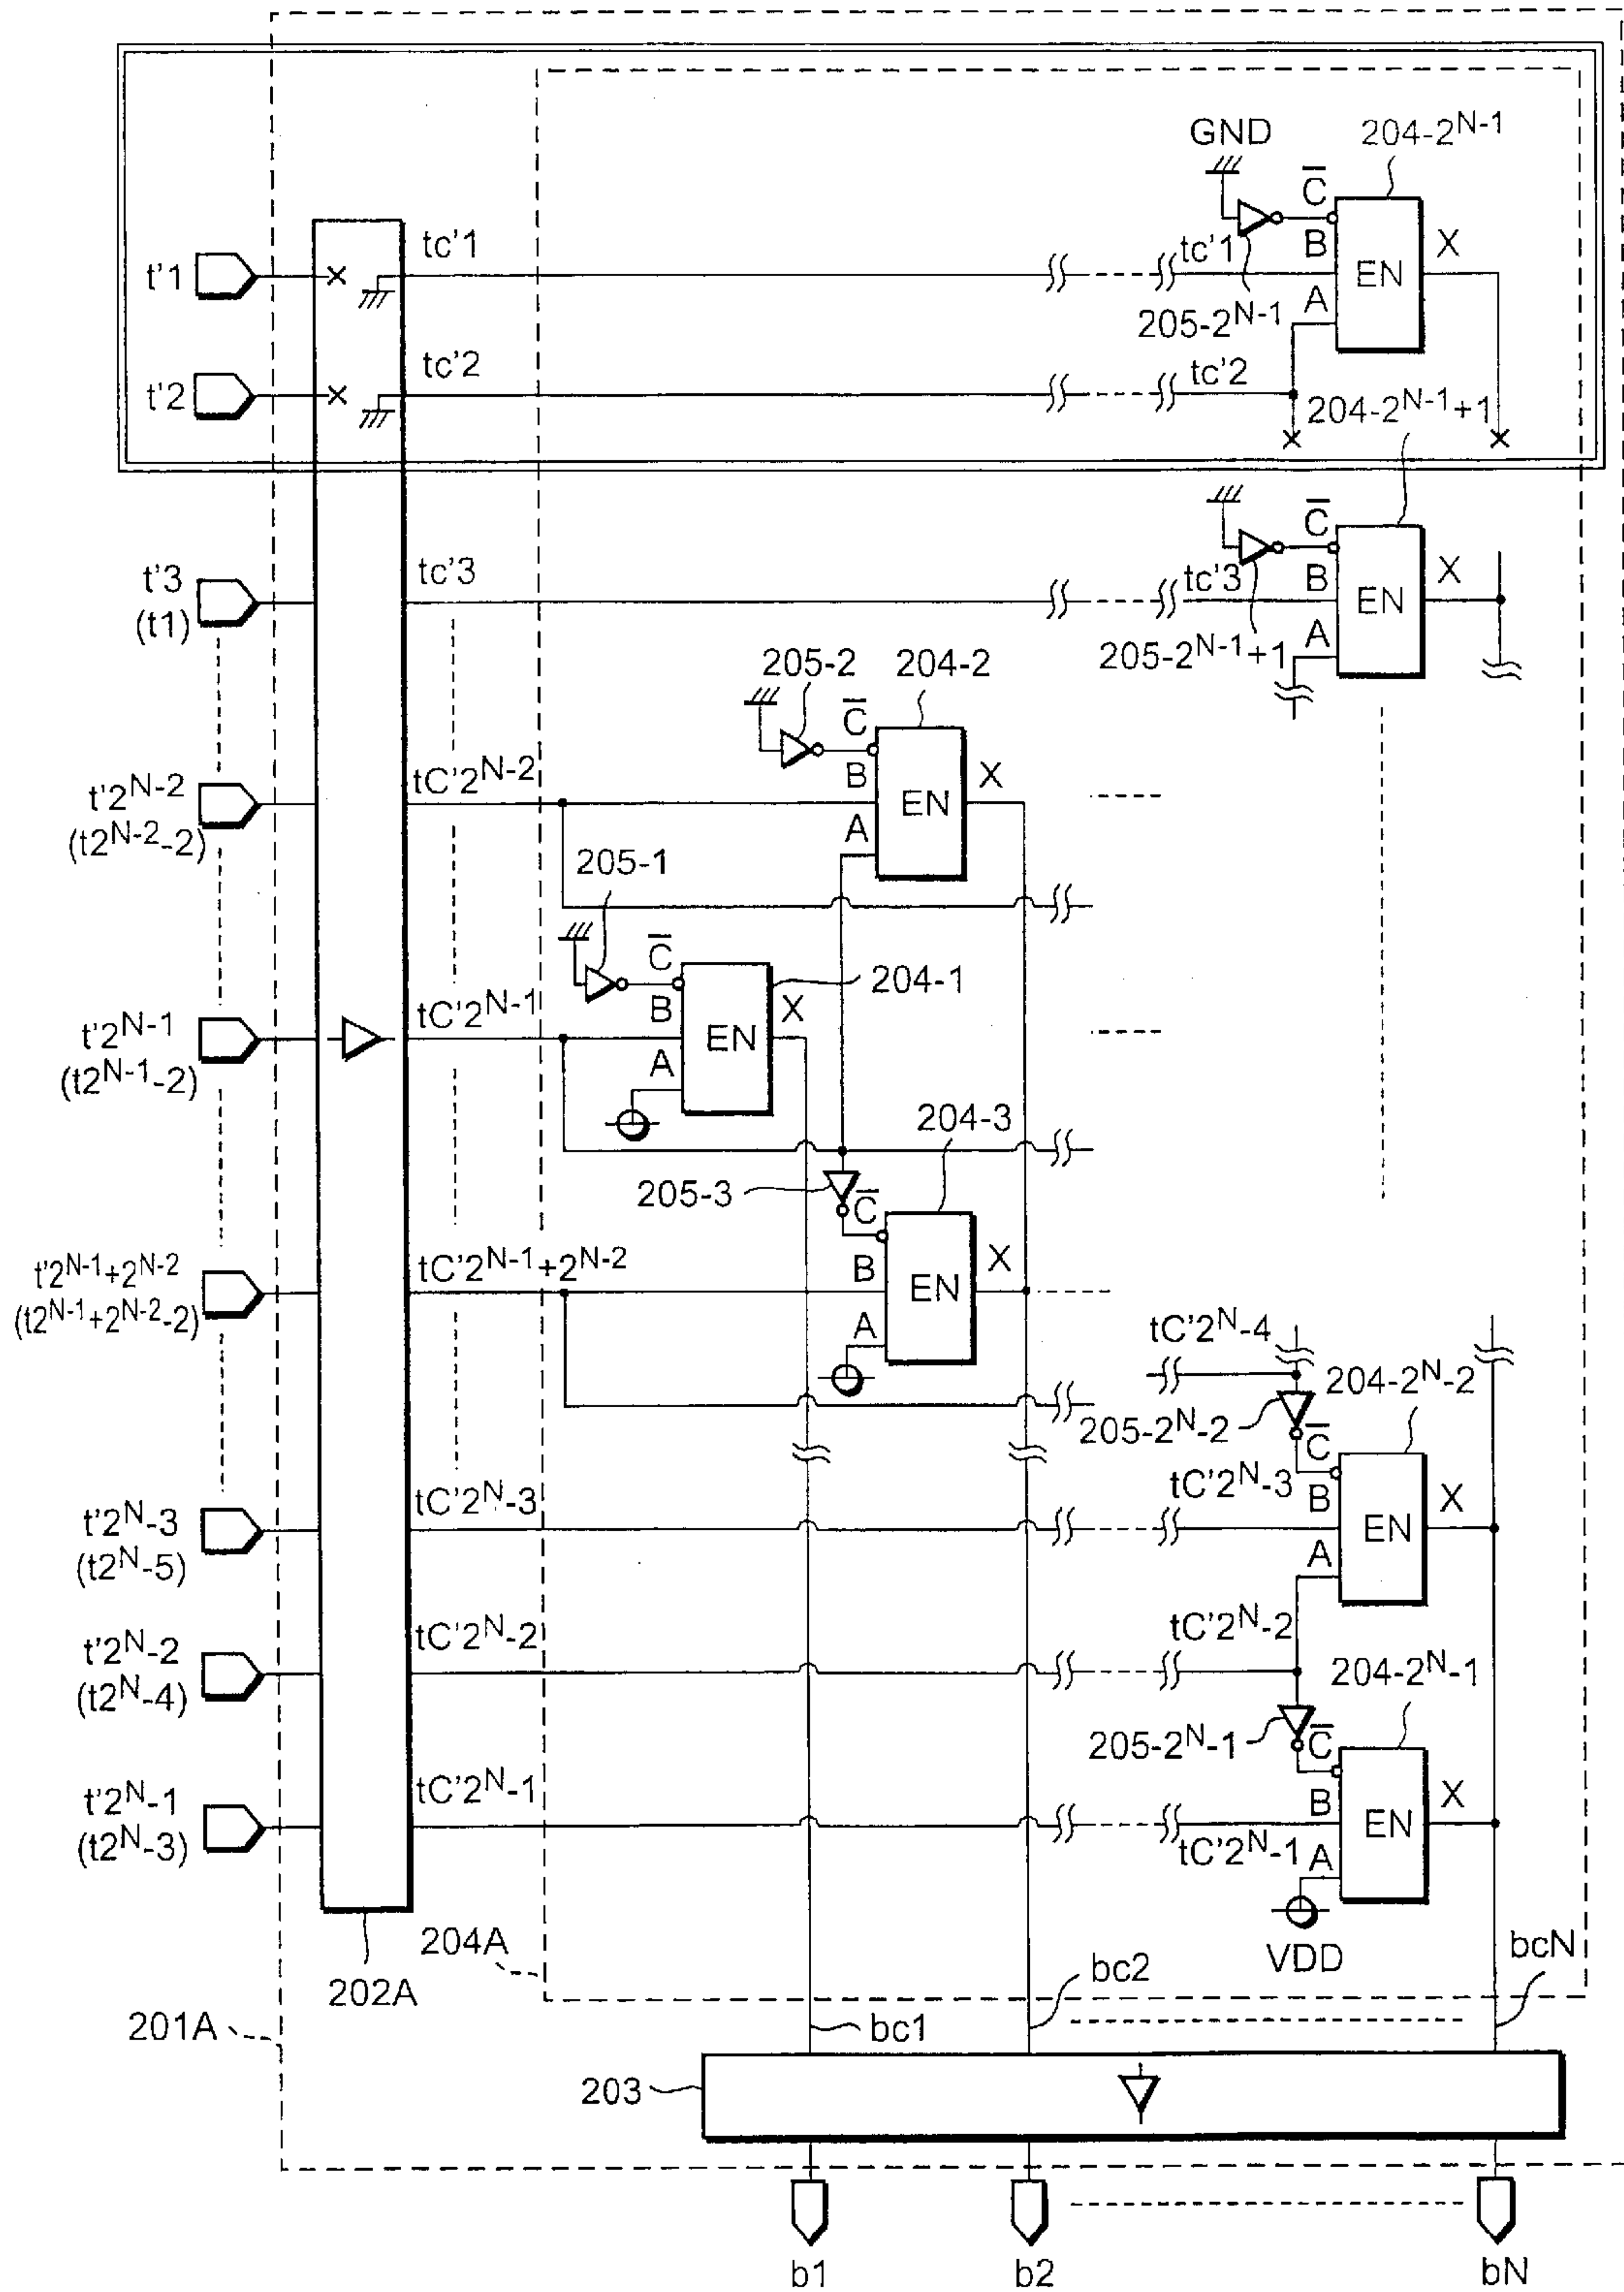 GND
204-2^N-1
C̅
t'1
tc'1
tc'1
B
EN
X
A
205-2^N-1
t'2
tc'2
tc'2
204-2^N-1+1
C̅
t'3
(t1)
tc'3
tc'3
B
EN
X
A
205-2^N-1+1
205-2
204-2
C̅
t'2^N-2
(t2^N-2-2)
tC'2^N-2
B
EN
X
A
205-1
C̅
204-1
t'2^N-1
(t2^N-1-2)
tC'2^N-1
B
EN
X
A
204-3
205-3
C̅
t'2^N-1+2^N-2
(t2^N-1+2^N-2-2)
tC'2^N-1+2^N-2
B
EN
X
A
tC'2^N-4
204-2^N-2
205-2^N-2
C̅
t'2^N-3
(t2^N-5)
tC'2^N-3
tC'2^N-3
B
EN
X
A
t'2^N-2
(t2^N-4)
tC'2^N-2
tC'2^N-2
204-2^N-1
205-2^N-1
C̅
t'2^N-1
(t2^N-3)
tC'2^N-1
B
EN
X
tC'2^N-1
A
VDD
204A
202A
201A
bc1
bc2
bcN
203
b1
b2
bN